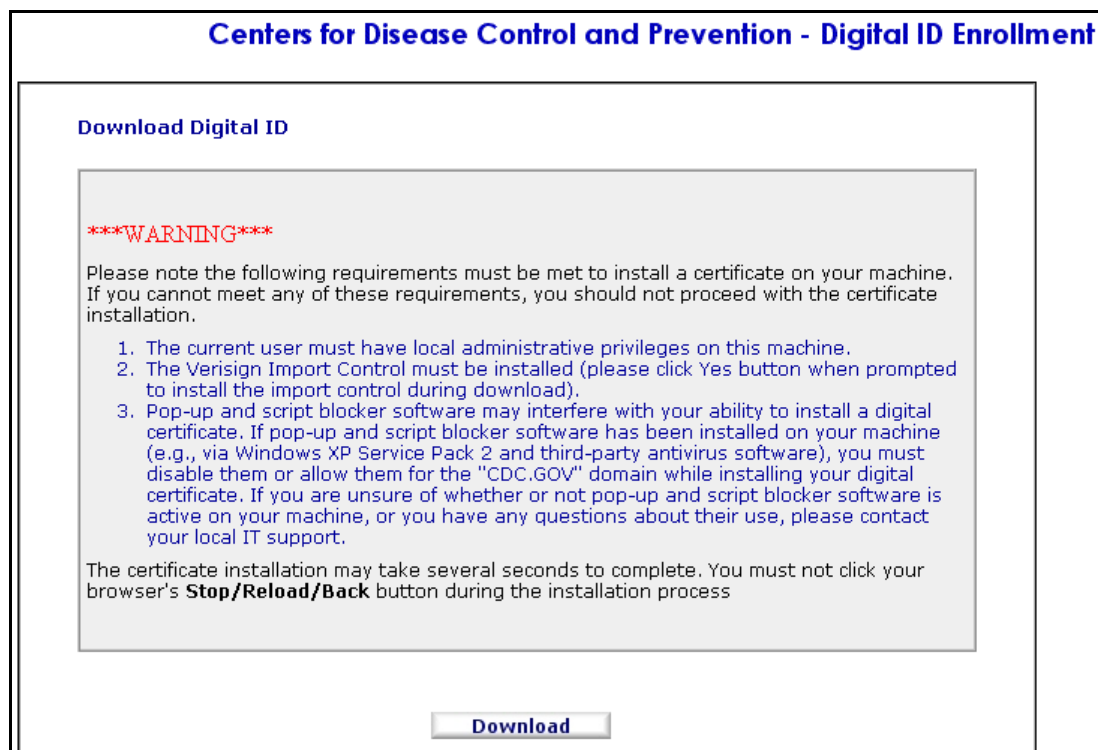 Centers for Disease Control and Prevention - Digital ID Enrollment
Download Digital ID
***WARNING***
Please note the following requirements must be met to install a certificate on your machine.
If you cannot meet any of these requirements, you should not proceed with the certificate
installation.
1. The current user must have local administrative privileges on this machine.
2. The Verisign Import Control must be installed (please click Yes button when prompted
to install the import control during download).
3. Pop-up and script blocker software may interfere with your ability to install a digital
certificate. If pop-up and script blocker software has been installed on your machine
(e.g., via Windows XP Service Pack 2 and third-party antivirus software), you must
disable them or allow them for the "CDC.GOV" domain while installing your digital
certificate. If you are unsure of whether or not pop-up and script blocker software is
active on your machine, or you have any questions about their use, please contact
your local IT support.
The certificate installation may take several seconds to complete. You must not click your
browser's Stop/Reload/Back button during the installation process
Download